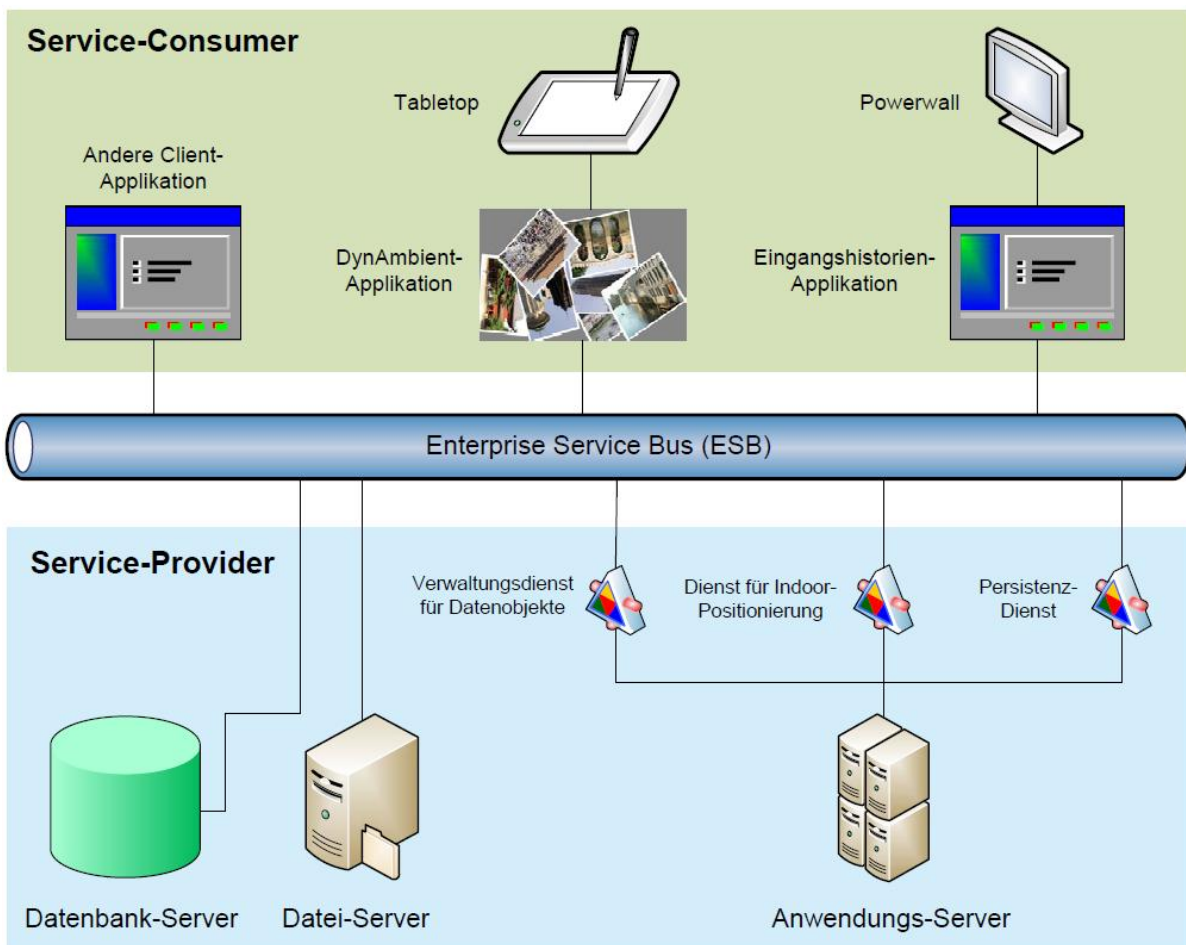 Service-Consumer
Tabletop
Powerwall
Andere Client-
Applikation
DynAmbient-
Applikation
Eingangshistorien-
Applikation
Enterprise Service Bus (ESB)
Service-Provider
Verwaltungsdienst
für Datenobjekte
Dienst für Indoor-
Positionierung
Persistenz-
Dienst
Datenbank-Server
Datei-Server
Anwendungs-Server